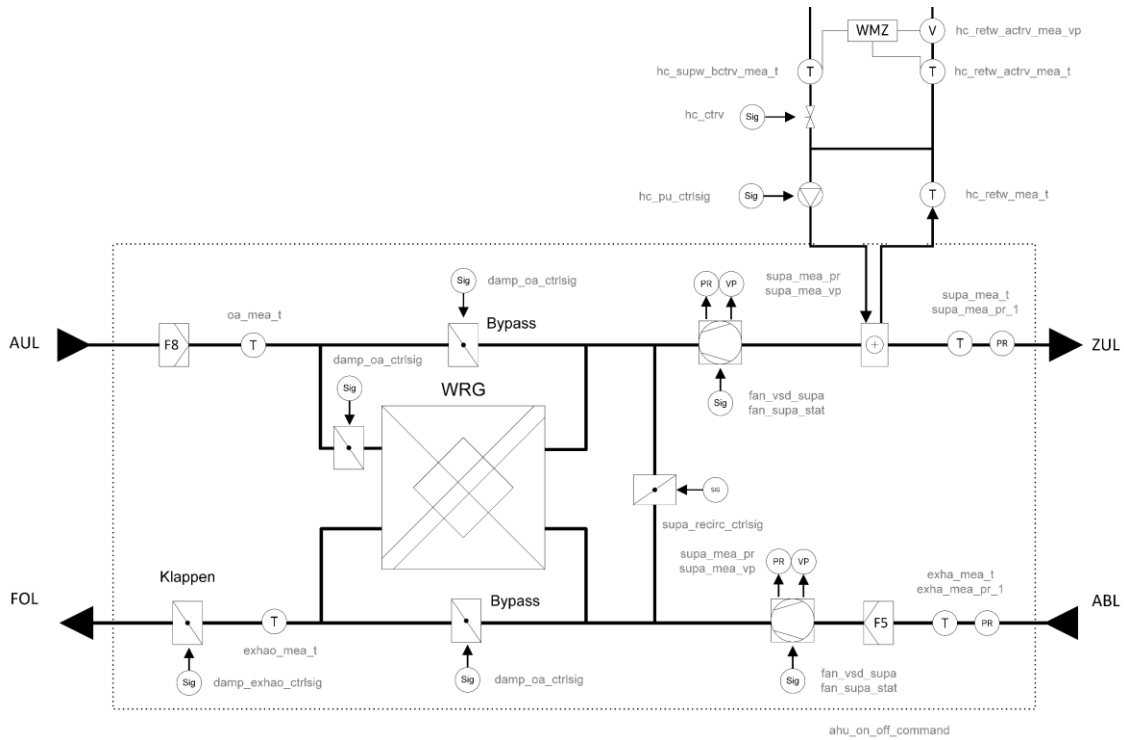 WMZ
V
hc_retw_actrv_mea_vp
hc_supw_bctrv_mea_t
T
T
hc_retw_actrv_mea_t
hc_ctrv
Sig
hc_pu_ctrlsig
Sig
T
hc_retw_mea_t
Sig
damp_oa_ctrlsig
PR
VP
supa_mea_pr
supa_mea_vp
supa_mea_t
supa_mea_pr_1
oa_mea_t
Bypass
AUL
F8
T
+
T
PR
ZUL
damp_oa_ctrlsig
Sig
WRG
Sig
fan_vsd_supa
fan_supa_stat
SIG
supa_recirc_ctrlsig
supa_mea_pr
supa_mea_vp
PR
VP
exha_mea_t
exha_mea_pr_1
Klappen
Bypass
FOL
T
F5
T
PR
ABL
exhao_mea_t
Sig
damp_exhao_ctrlsig
Sig
damp_oa_ctrlsig
Sig
fan_vsd_supa
fan_supa_stat
ahu_on_off_command